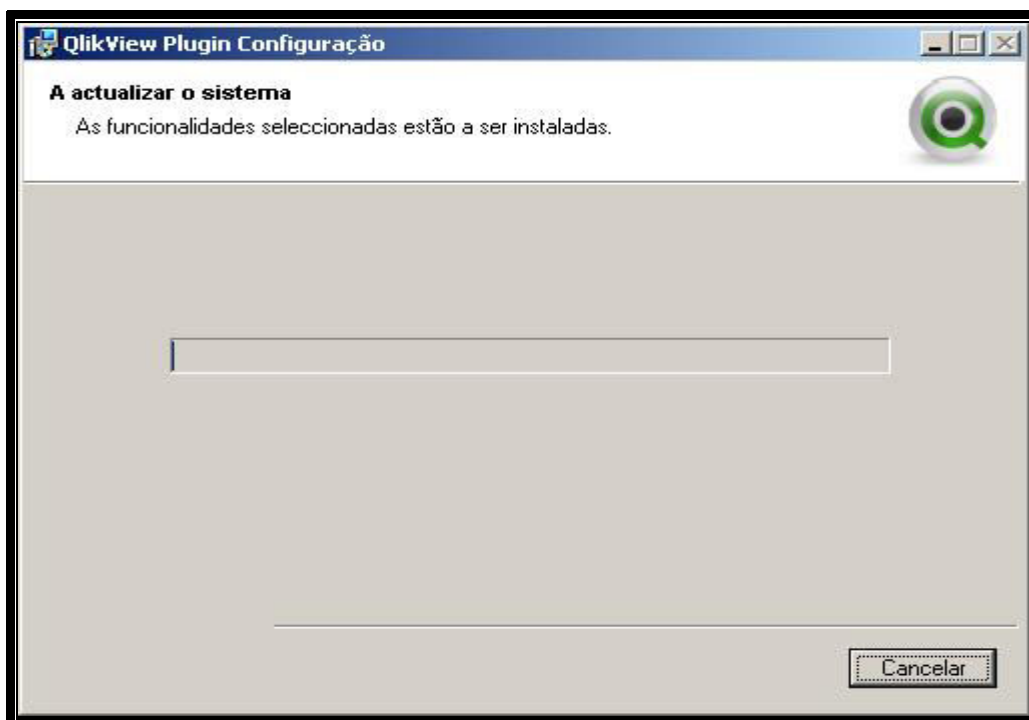 QlikView Plugin Configuração
A actualizar o sistema
As funcionalidades seleccionadas estão a ser instaladas.
Cancelar